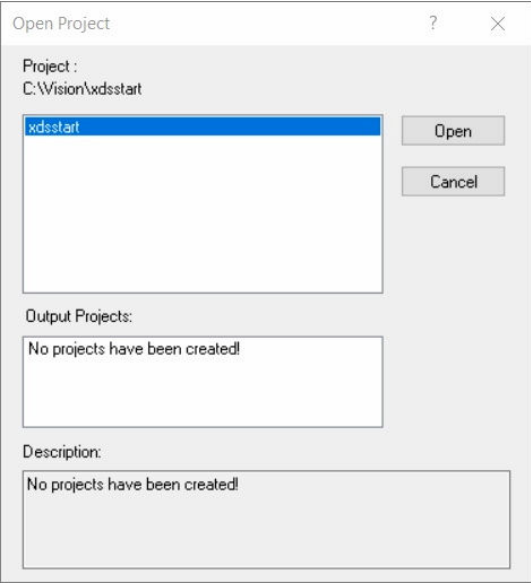 Open Project
Project :
C:\Vision\xdsstart
xdsstart
Open
Cancel
Output Projects:
No projects have been created!
Description:
No projects have been created!